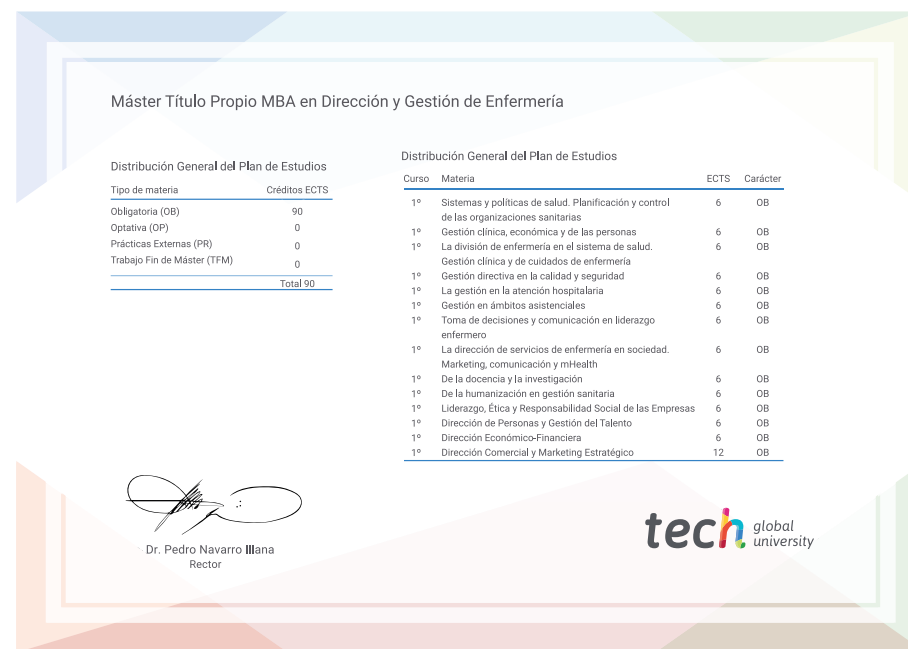 Máster Título Propio MBA en Dirección y Gestión de Enfermería
Distribución General del Plan de Estudios
Tipo de materia Créditos ECTS
Obligatoria (OB) 90
Optativa (OP) 0
Prácticas Externas (PR) 0
Trabajo Fin de Máster (TFM) 0
Total 90
Distribución General del Plan de Estudios
Curso Materia ECTS Carácter
1º Sistemas y políticas de salud. Planificación y control 6 OB
de las organizaciones sanitarias
1º Gestión clínica, económica y de las personas 6 OB
1º La división de enfermería en el sistema de salud. 6 OB
Gestión clínica y de cuidados de enfermería
1º Gestión directiva en la calidad y seguridad 6 OB
1º La gestión en la atención hospitalaria 6 OB
1º Gestión en ámbitos asistenciales 6 OB
1º Toma de decisiones y comunicación en liderazgo 6 OB
enfermero
1º La dirección de servicios de enfermería en sociedad. 6 OB
Marketing, comunicación y mHealth
1º De la docencia y la investigación 6 OB
1º De la humanización en gestión sanitaria 6 OB
1º Liderazgo, Ética y Responsabilidad Social de las Empresas 6 OB
1º Dirección de Personas y Gestión del Talento 6 OB
1º Dirección Económico-Financiera 6 OB
1º Dirección Comercial y Marketing Estratégico 12 OB
Dr. Pedro Navarro Illana
Rector
tech global
university